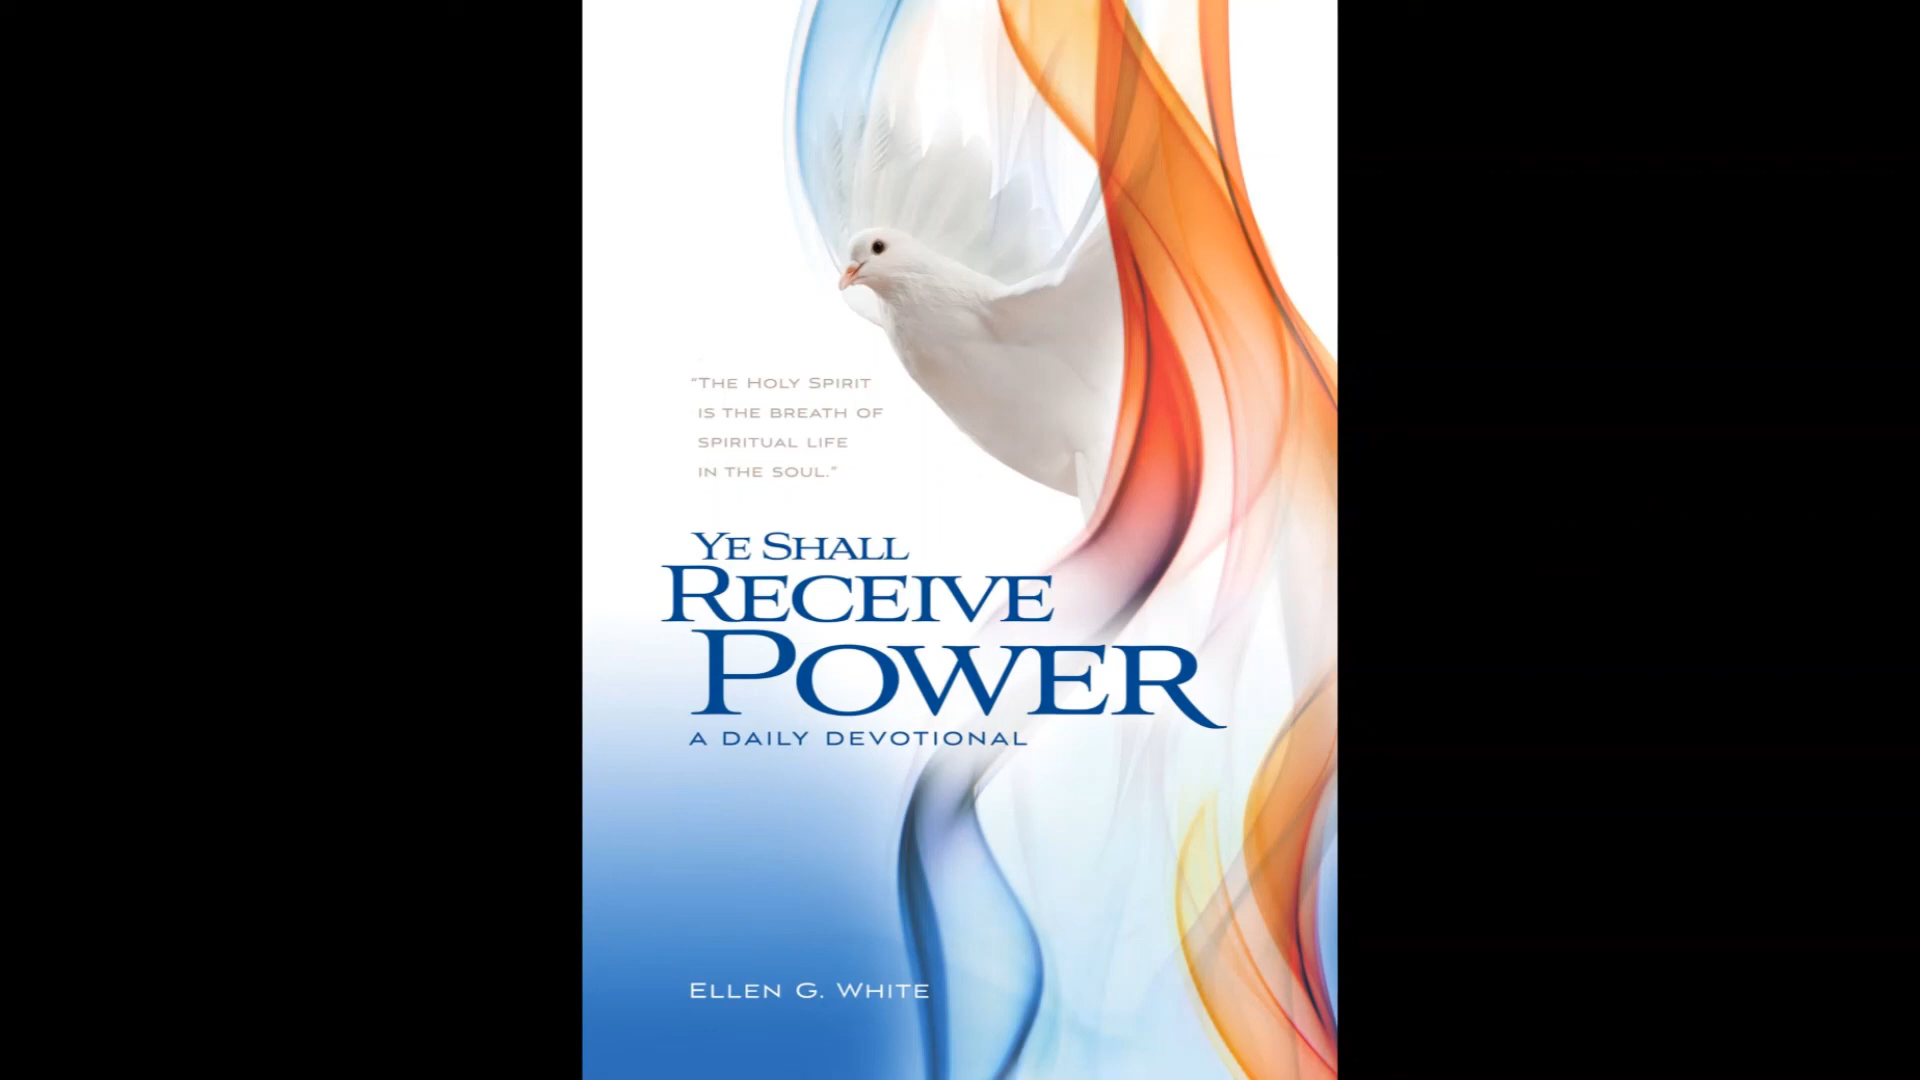 “The Holy Spirit
is the breath of
spiritual life
in the soul.”
Ye Shall
Receive
Power
A Daily Devotional
Ellen G. White